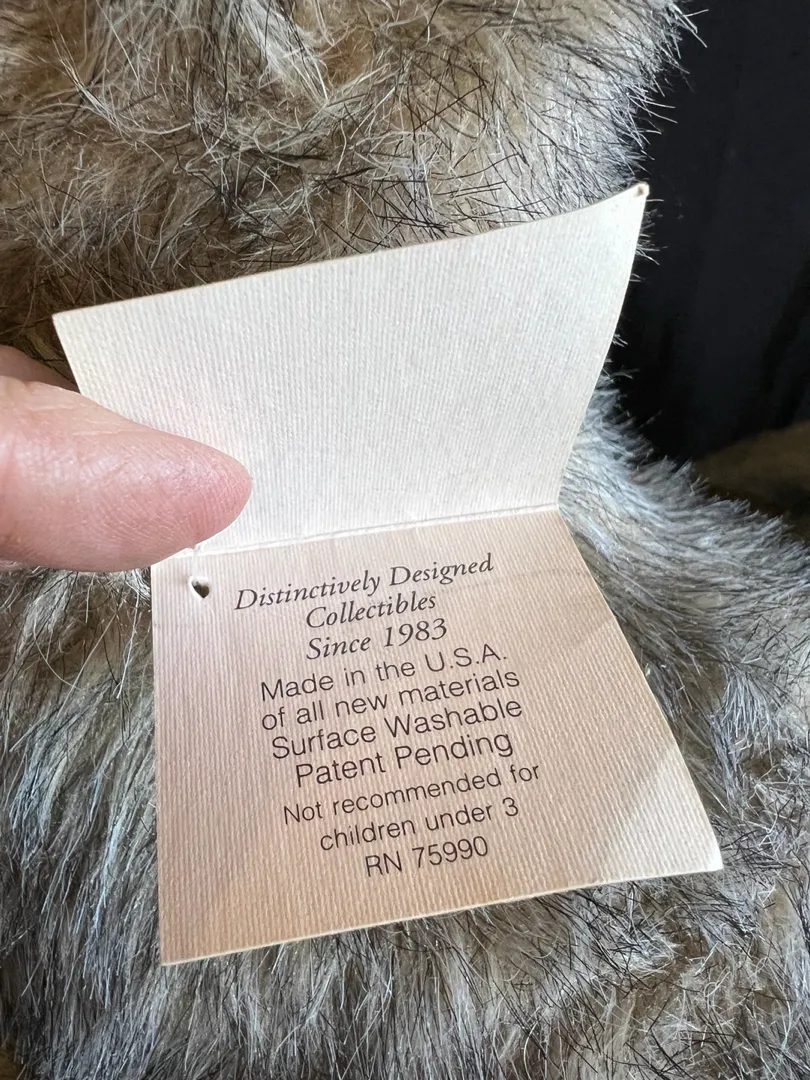 Distinctively Designed
Collectibles
Since 1983
Made in the U.S.A.
of all new materials
Surface Washable
Patent Pending
Not recommended for
children under 3
RN 75990